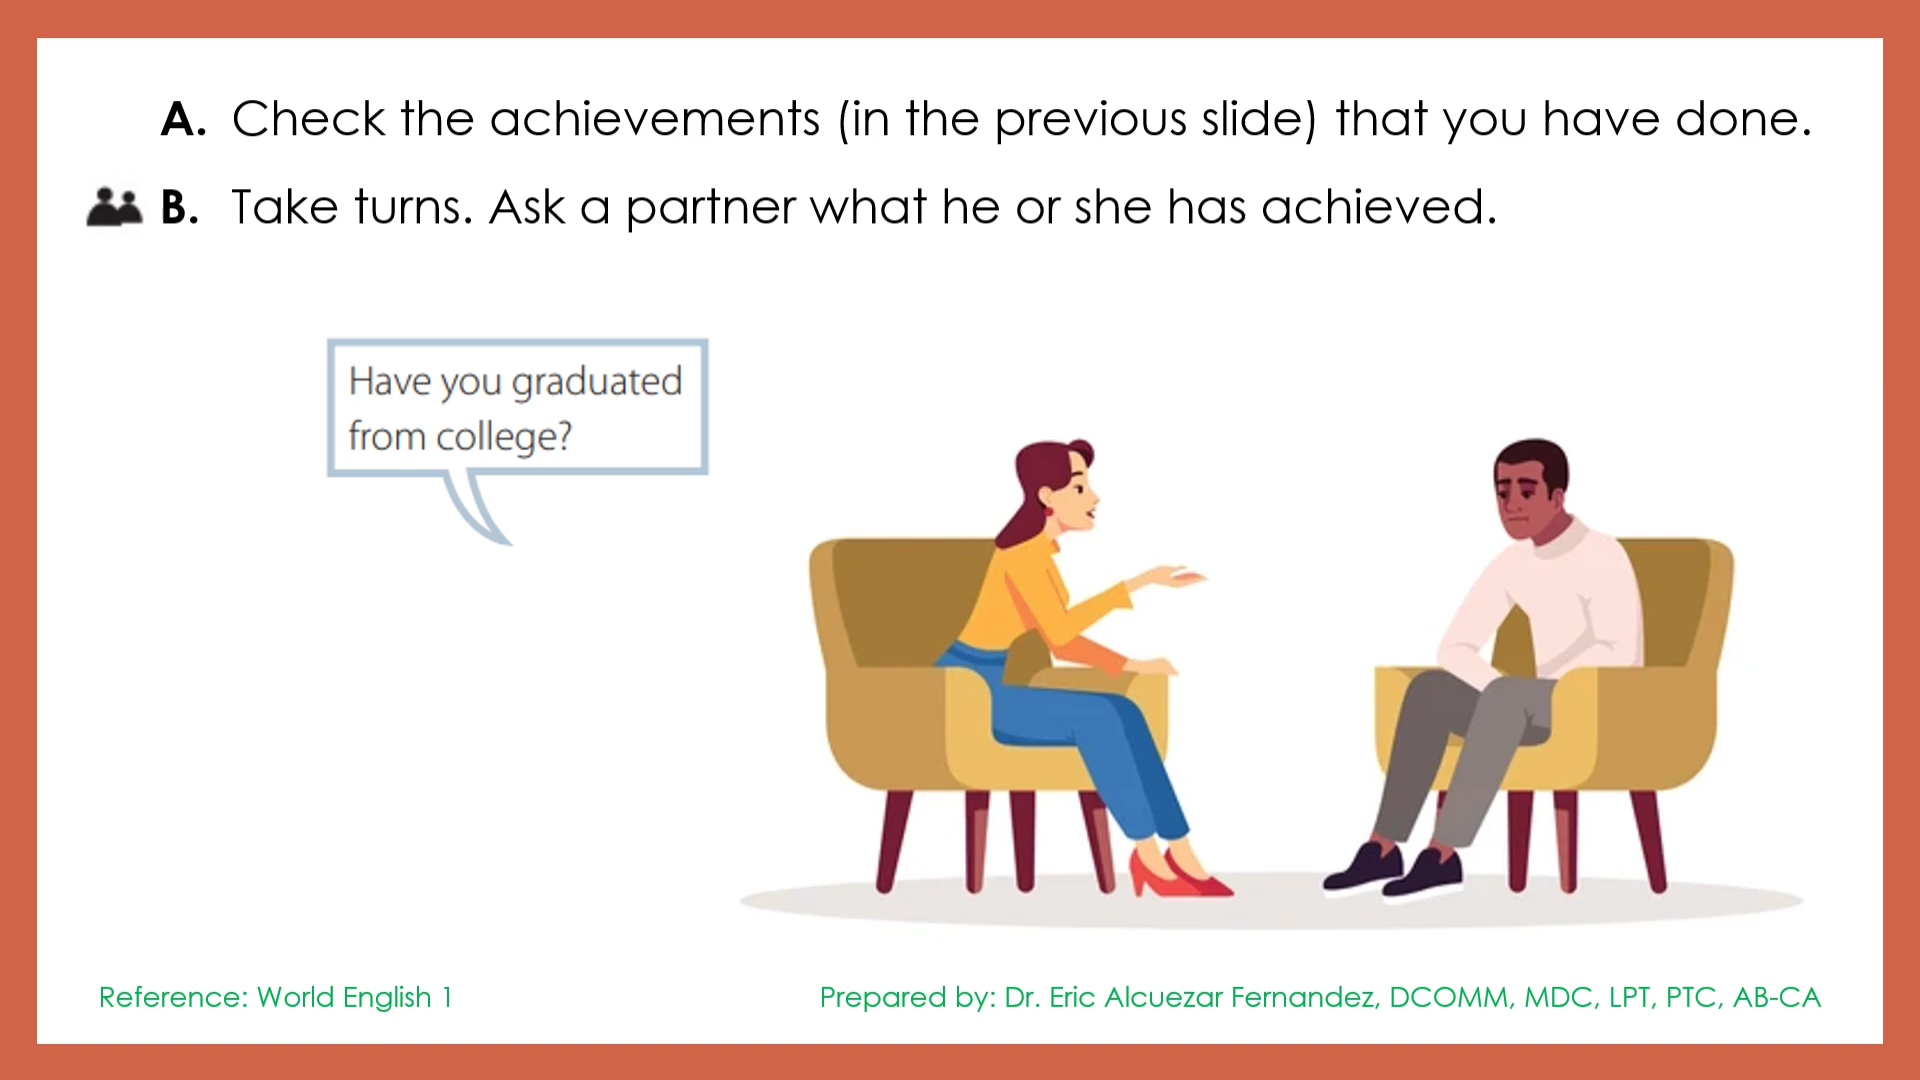 A. Check the achievements (in the previous slide) that you have done.
B. Take turns. Ask a partner what he or she has achieved.
Have you graduated
from college?
Reference: World English 1
Prepared by: Dr. Eric Alcuezar Fernandez, DCOMM, MDC, LPT, PTC, AB-CA